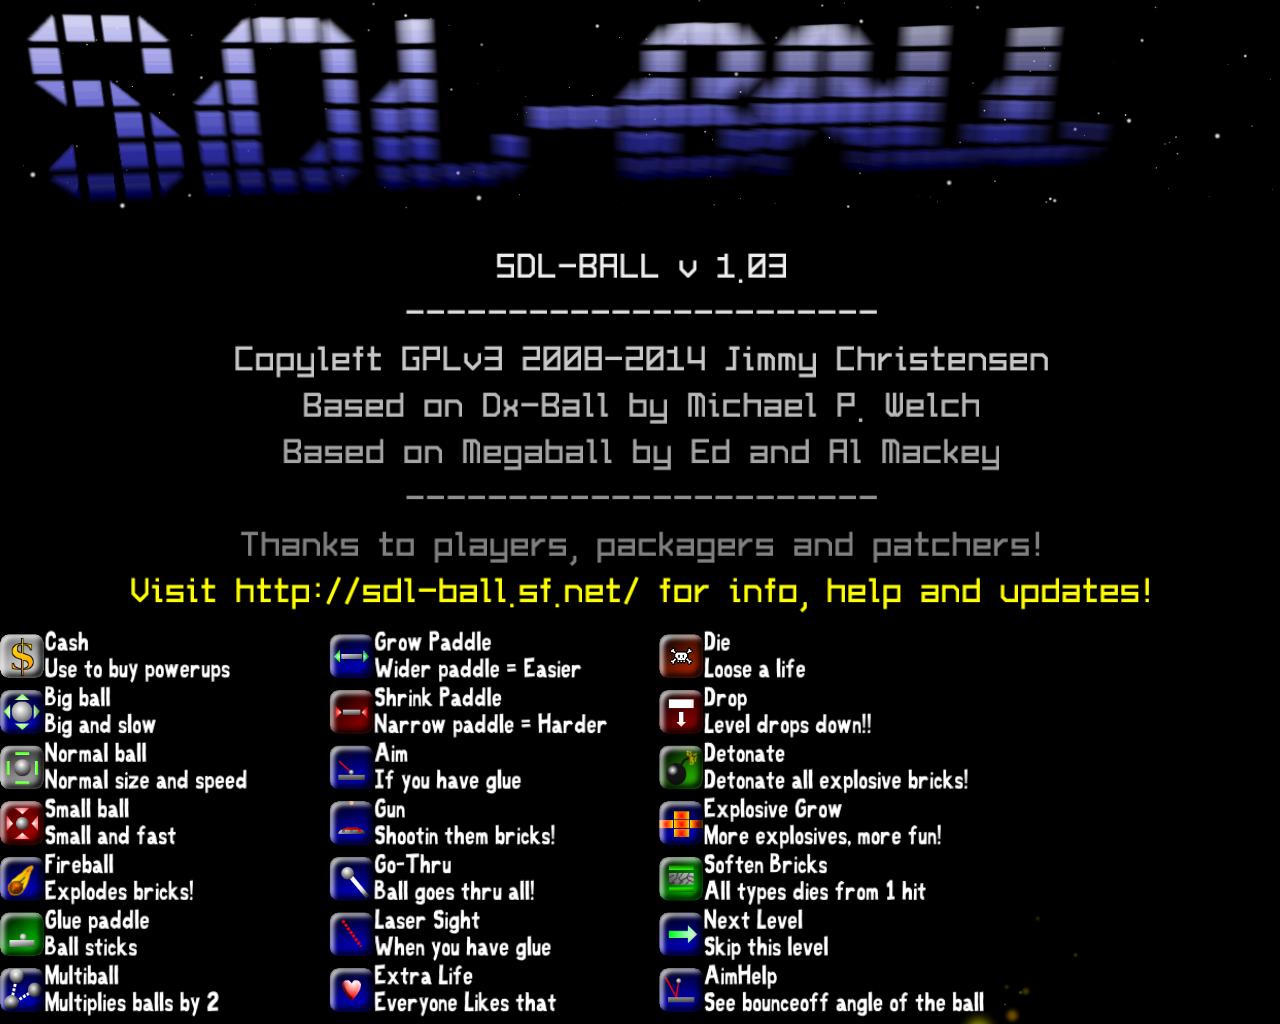 SDL-BALL
SDL-BALL v 1.03
-----------------------
Copyleft GPLv3 2008-2014 Jimmy Christensen
Based on Dx-Ball by Michael P. Welch
Based on Megaball by Ed and Al Mackey
-----------------------
Thanks to players, packagers and patchers!
Visit http://sdl-ball.sf.net/ for info, help and updates!
Cash
Use to buy powerups
Big ball
Big and slow
Normal ball
Normal size and speed
Small ball
Small and fast
Fireball
Explodes bricks!
Glue paddle
Ball sticks
Multiball
Multiplies balls by 2
Grow Paddle
Wider paddle = Easier
Shrink Paddle
Narrow paddle = Harder
Aim
If you have glue
Gun
Shootin them bricks!
Go-Thru
Ball goes thru all!
Laser Sight
When you have glue
Extra Life
Everyone Likes that
Die
Loose a life
Drop
Level drops down!!
Detonate
Detonate all explosive bricks!
Explosive Grow
More explosives, more fun!
Soften Bricks
All types dies from 1 hit
Next Level
Skip this level
AimHelp
See bounceoff angle of the ball